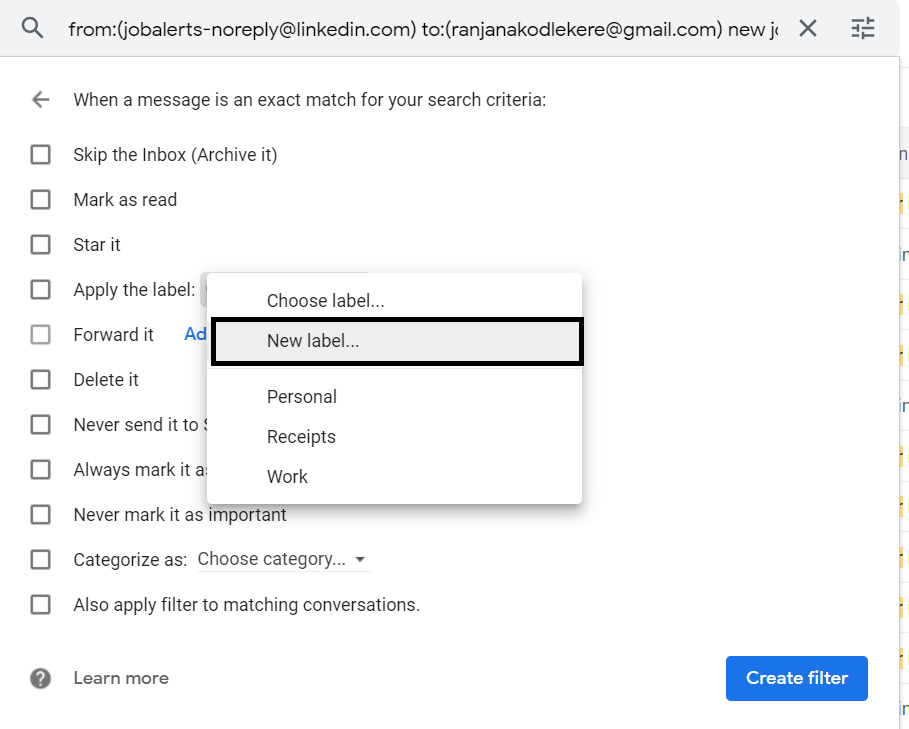 from:(jobalerts-noreply@linkedin.com) to:(ranjanakodlekere@gmail.com) new
When a message is an exact match for your search criteria:
Skip the Inbox (Archive it)
Mark as read
Star it
Apply the label:
Choose label...
New label...
Personal
Receipts
Work
Forward it
Delete it
Never send it to
Always mark it
Never mark it as important
Categorize as: Choose category...
Also apply filter to matching conversations.
Learn more
Create filter